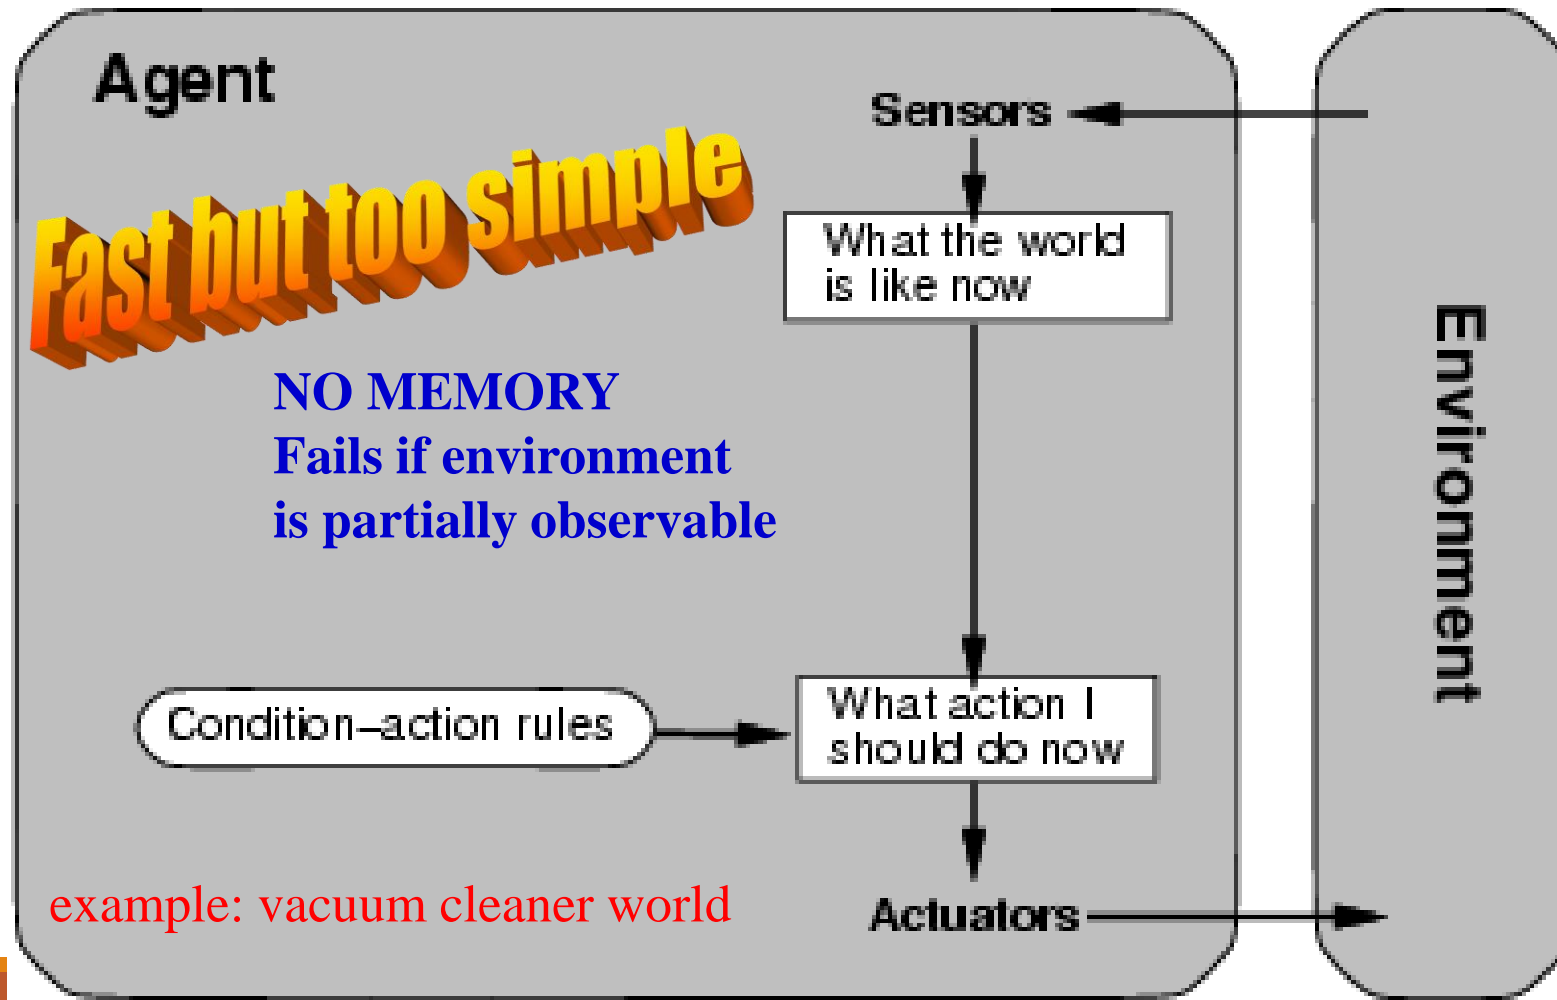 Agent
Sensors
Fast but too simple
What the world
is like now
NO MEMORY
Fails if environment
is partially observable
Environment
Condition–action rules
What action I
should do now
example: vacuum cleaner world
Actuators